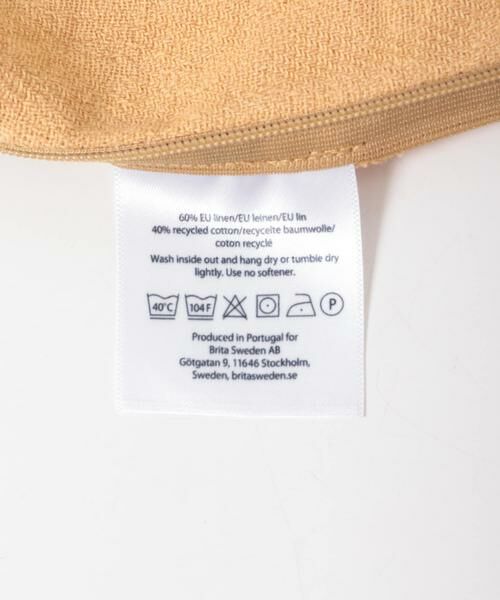 60% EU linen/EU leinen/EU lin
40% recycled cotton/recycelte baumwolle/
coton recyclé
Wash inside out and hang dry or tumble dry
lightly. Use no softener.
40°C 104 F P
Produced in Portugal for
Brita Sweden AB
Götgatan 9, 11646 Stockholm,
Sweden, britasweden.se